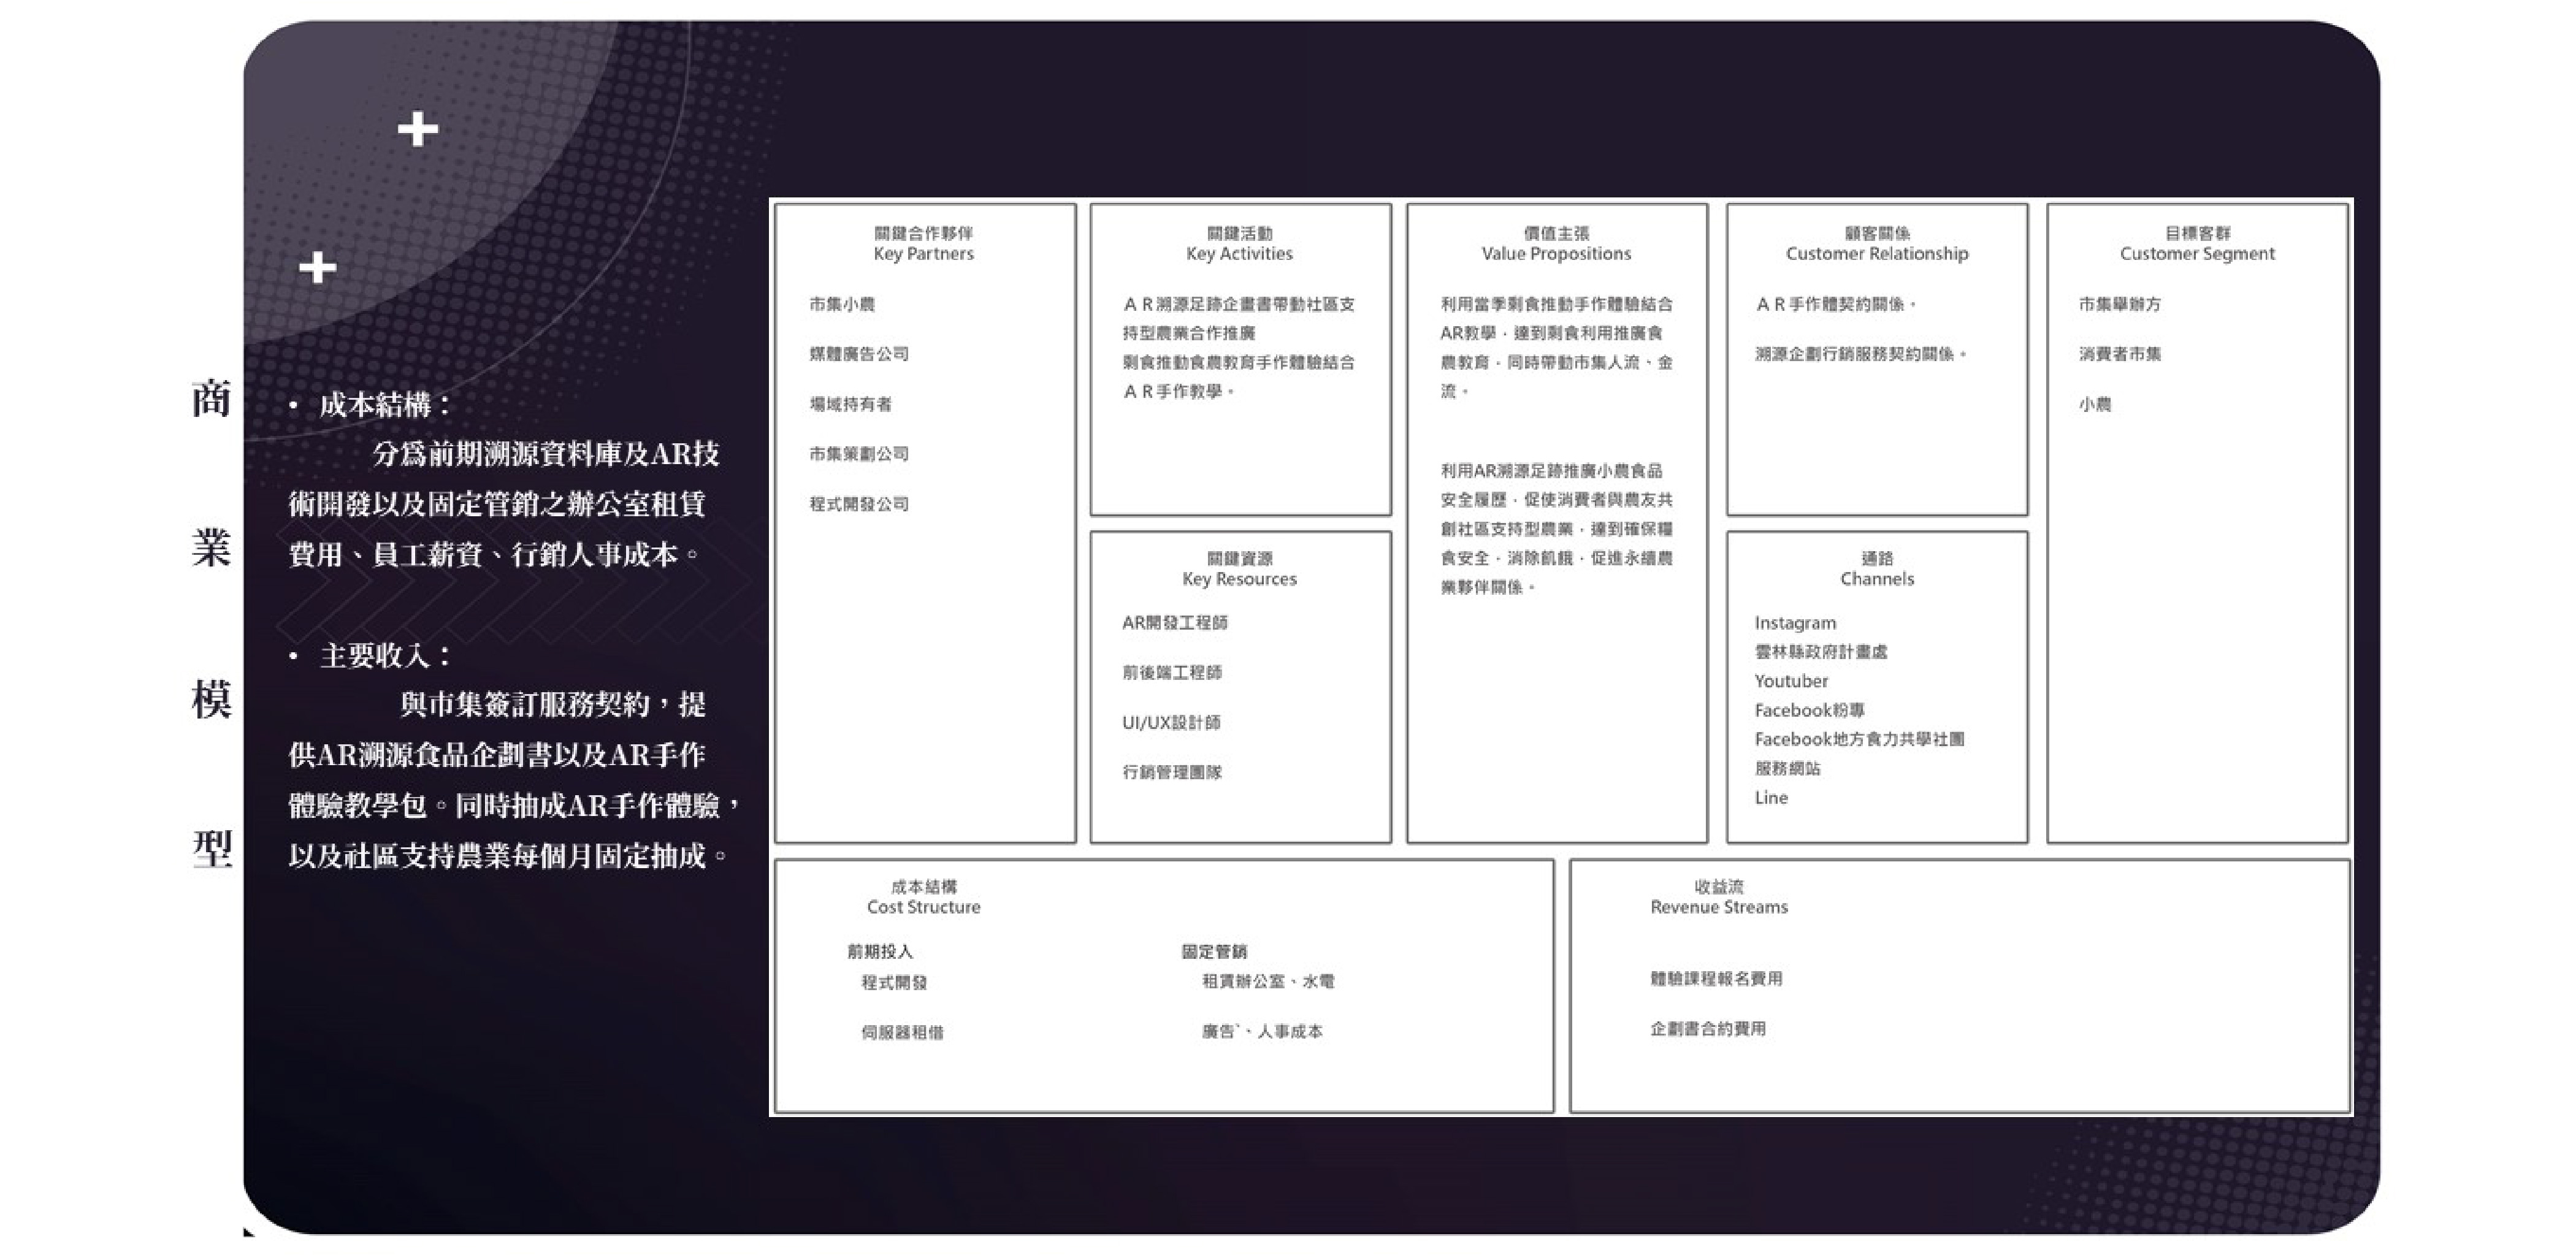 商
業
模
型
• 成本結構：
分為前期溯源資料庫及AR技
術開發以及固定管銷之辦公室租賃
費用、員工薪資、行銷人事成本。
• 主要收入：
與市集簽訂服務契約，提
供AR溯源食品企劃書以及AR手作
體驗教學包。同時抽成AR手作體驗，
以及社區支持農業每個月固定抽成。
關鍵合作夥伴
Key Partners
市集小農
媒體廣告公司
場域持有者
市集策劃公司
程式開發公司
關鍵活動
Key Activities
ＡＲ溯源足跡企畫書帶動社區支
持型農業合作推廣
剩食推動食農教育手作體驗結合
ＡＲ手作教學。
關鍵資源
Key Resources
AR開發工程師
前後端工程師
UI/UX設計師
行銷管理團隊
價值主張
Value Propositions
利用當季剩食推動手作體驗結合
AR教學，達到剩食利用推廣食
農教育，同時帶動市集人流、金
流。
利用AR溯源足跡推廣小農食品
安全履歷，促使消費者與農友共
創社區支持型農業，達到確保糧
食安全，消除飢餓，促進永續農
業夥伴關係。
顧客關係
Customer Relationship
ＡＲ手作體契約關係。
溯源企劃行銷服務契約關係。
通路
Channels
Instagram
雲林縣政府計畫處
Youtuber
Facebook粉專
Facebook地方食力共學社團
服務網站
Line
目標客群
Customer Segment
市集舉辦方
消費者市集
小農
成本結構
Cost Structure
前期投入
程式開發
伺服器租借
固定管銷
租賃辦公室、水電
廣告`、人事成本
收益流
Revenue Streams
體驗課程報名費用
企劃書合約費用